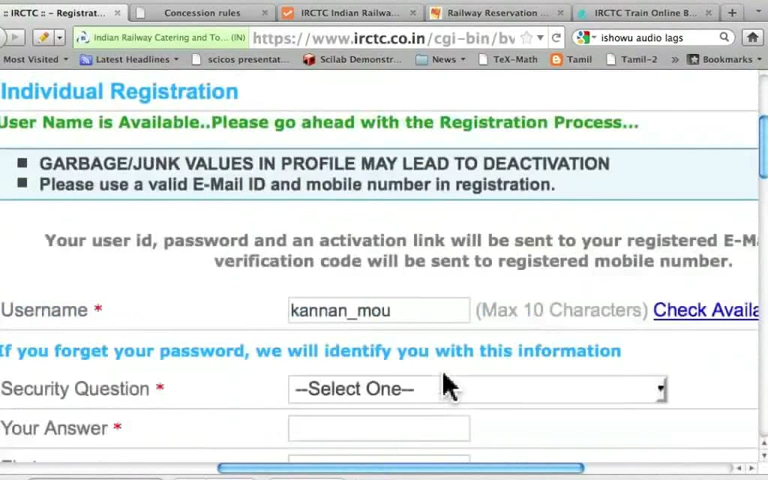 :: IRCTC :: – Registrat...
Concession rules
IRCTC Indian Railwa...
Railway Reservation ...
IRCTC Train Online B...
Indian Railway Catering and To... (IN)
https://www.irctc.co.in/cgi-bin/bv
ishowu audio lags
Most Visited
Latest Headlines
scicos presentat...
Scilab Demonstr...
News
TeX-Math
Tamil
Tamil-2
»
Bookmarks
Individual Registration
User Name is Available..Please go ahead with the Registration Process...
GARBAGE/JUNK VALUES IN PROFILE MAY LEAD TO DEACTIVATION
Please use a valid E-Mail ID and mobile number in registration.
Your user id, password and an activation link will be sent to your registered E-Ma
verification code will be sent to registered mobile number.
Username * kannan_mou (Max 10 Characters) Check Availa
If you forget your password, we will identify you with this information
Security Question * --Select One--
Your Answer *